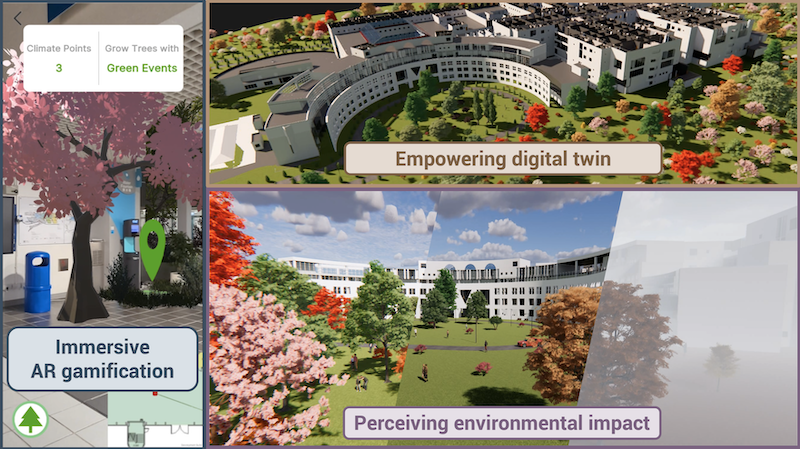 Climate Points
3
Grow Trees with
Green Events
Immersive
AR gamification
Empowering digital twin
Perceiving environmental impact